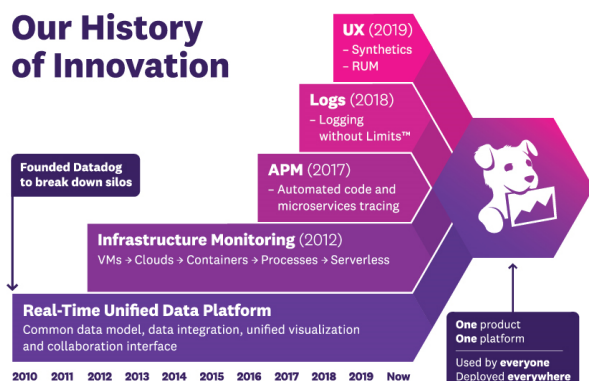 Our History
of Innovation
UX (2019)
– Synthetics
– RUM
Logs (2018)
– Logging
without Limits™
Founded Datadog
to break down silos
APM (2017)
– Automated code and
microservices tracing
Infrastructure Monitoring (2012)
VMs → Clouds → Containers → Processes → Serverless
Real-Time Unified Data Platform
Common data model, data integration, unified visualization
and collaboration interface
One product
One platform
Used by everyone
Deployed everywhere
2010 2011 2012 2013 2014 2015 2016 2017 2018 2019 Now